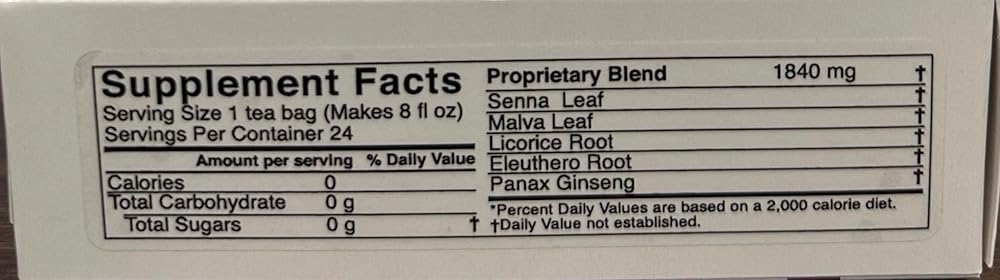 Supplement Facts
Serving Size 1 tea bag (Makes 8 fl oz)
Servings Per Container 24
Amount per serving % Daily Value
Calories 0
Total Carbohydrate 0 g
Total Sugars 0 g †
Proprietary Blend 1840 mg †
Senna Leaf †
Malva Leaf †
Licorice Root †
Eleuthero Root †
Panax Ginseng †
*Percent Daily Values are based on a 2,000 calorie diet.
†Daily Value not established.